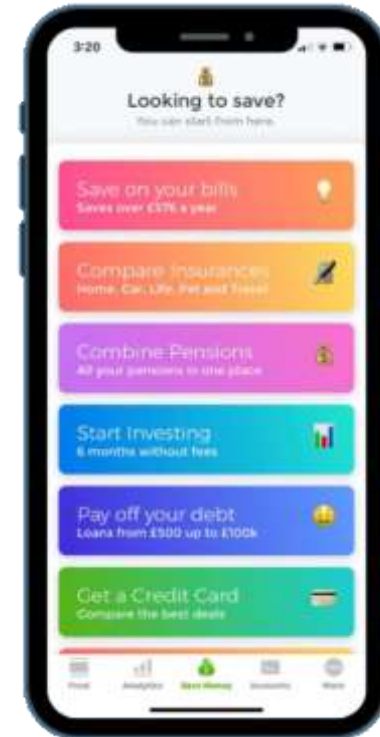 3:20
Looking to save?
You can start from here.
Save on your bills
Saves over £376 a year
Compare Insurances
Home, Car, Life, Pet and Travel
Combine Pensions
All your pensions in one place
Start Investing
6 months without fees
Pay off your debt
Loans from £500 up to £100k
Get a Credit Card
Compare the best deals
Feed
Analytics
Save Money
Accounts
More